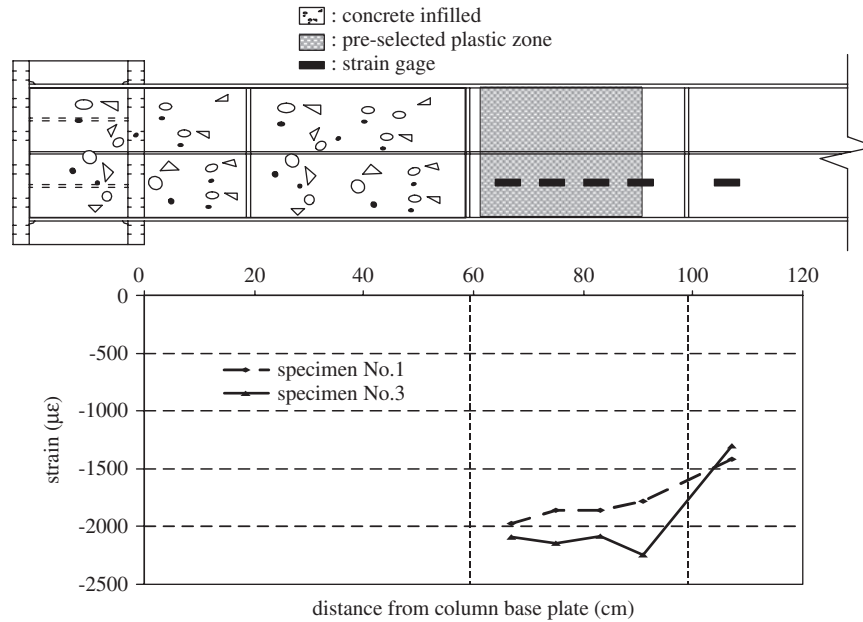 : concrete infilled
: pre-selected plastic zone
: strain gage
0 20 40 60 80 100 120
0
-500
-1000
-1500
-2000
-2500
strain (με)
specimen No.1
specimen No.3
distance from column base plate (cm)